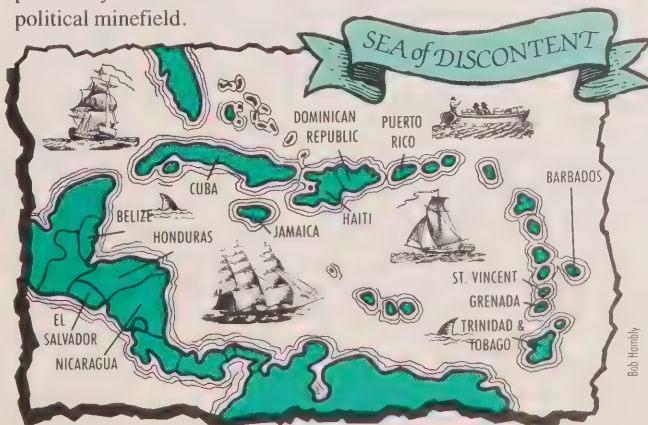 political minefield.
SEA of DISCONTENT
DOMINICAN
REPUBLIC
PUERTO
RICO
BARBADOS
CUBA
HAITI
JAMAICA
BELIZE
HONDURAS
ST. VINCENT
GRENADA
TRINIDAD &
TOBAGO
EL
SALVADOR
NICARAGUA
Bob Hambly